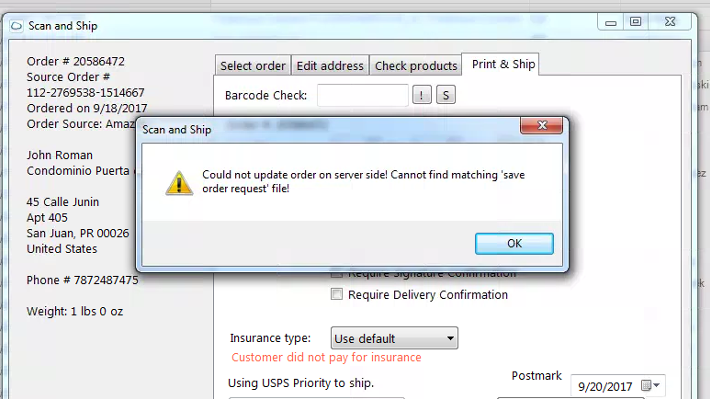 Scan and Ship
Order # 20586472
Source Order #
112-2769538-1514667
Ordered on 9/18/2017
Order Source: Amaz
John Roman
Condominio Puerta
45 Calle Junin
Apt 405
San Juan, PR 00026
United States
Phone # 7872487475
Weight: 1 lbs 0 oz
Select order Edit address Check products Print & Ship
Barcode Check: ! S
Scan and Ship
Could not update order on server side! Cannot find matching 'save
order request' file!
OK
Require Signature Confirmation
Require Delivery Confirmation
Insurance type: Use default
Customer did not pay for insurance
Using USPS Priority to ship.
Postmark
9/20/2017